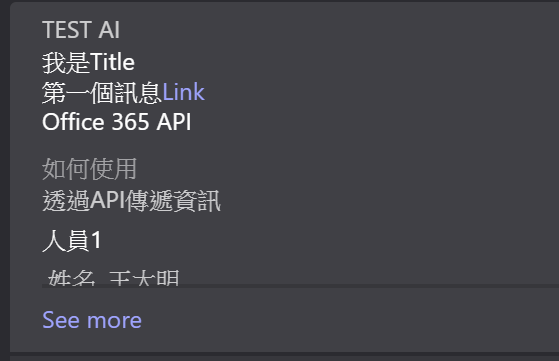 TEST AI
我是Title
第一個訊息Link
Office 365 API
如何使用
透過API傳遞資訊
人員1
姓名 王大明
See more